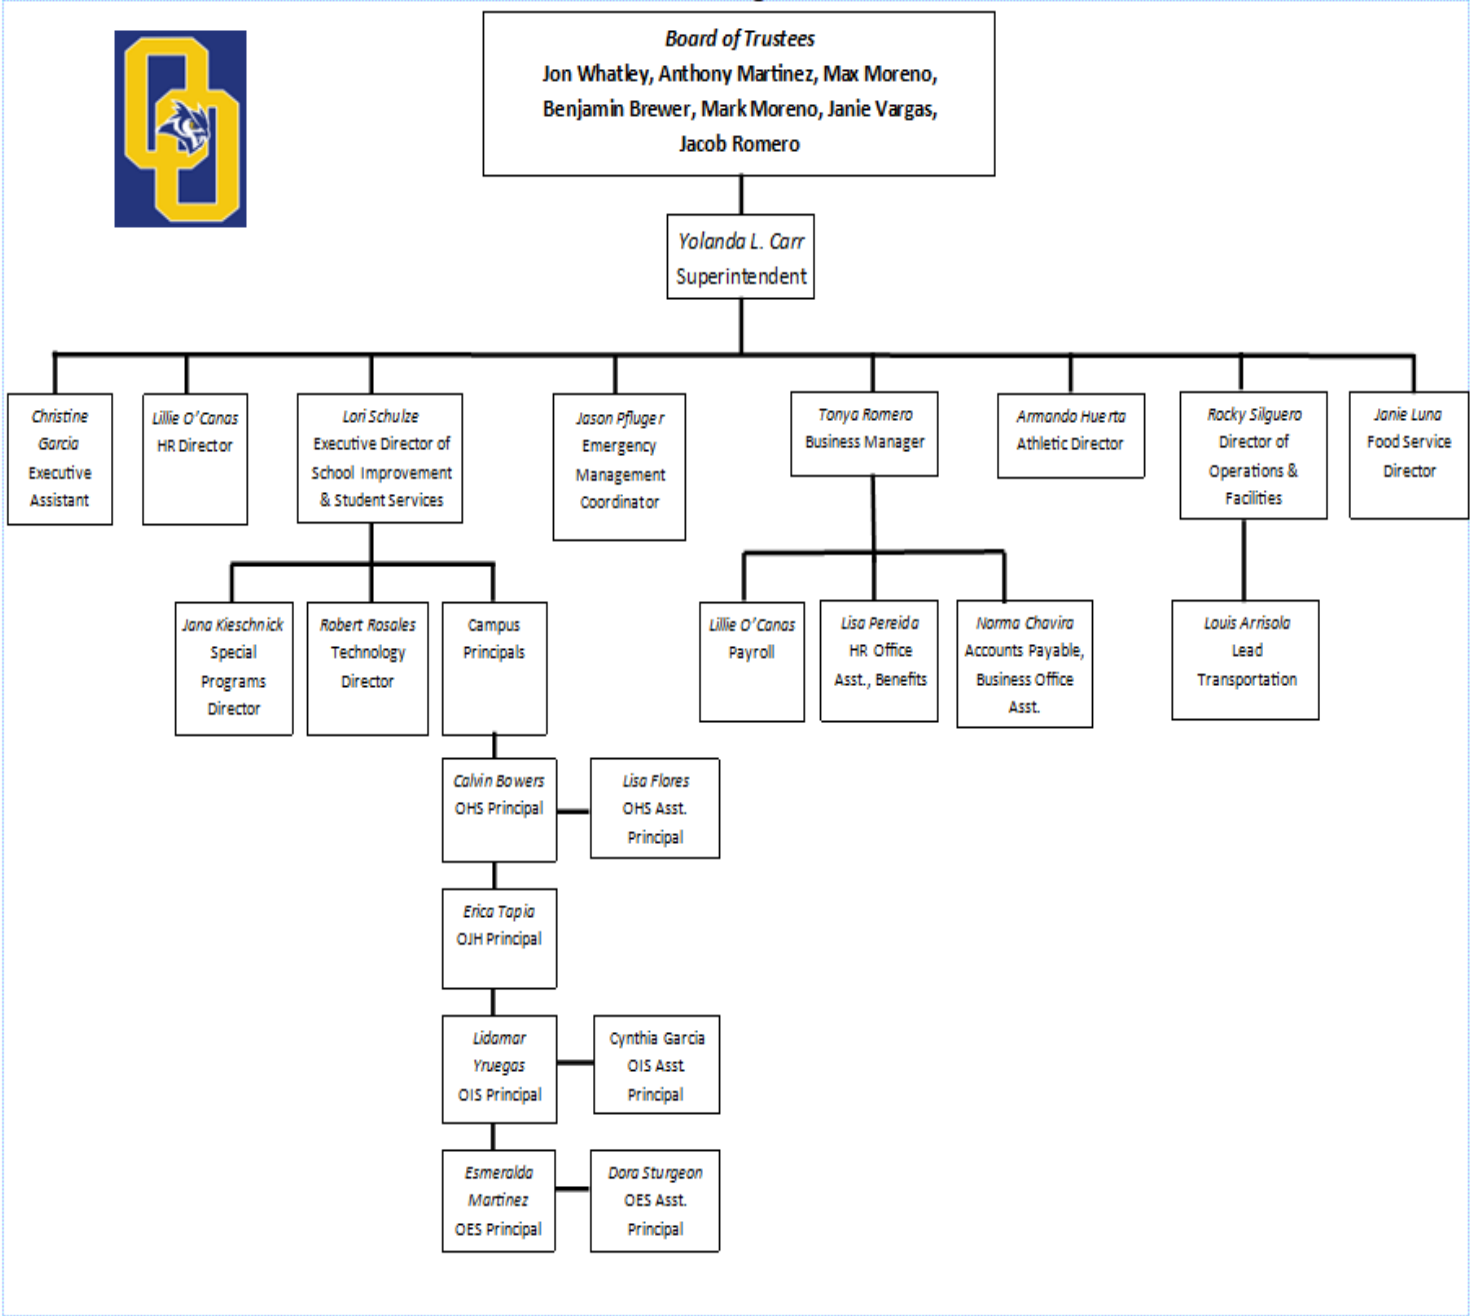 Board of Trustees
Jon Whatley, Anthony Martinez, Max Moreno,
Benjamin Brewer, Mark Moreno, Janie Vargas,
Jacob Romero
Yolanda L. Carr
Superintendent
Christine
Garcia
Executive
Assistant
Lillie O'Canas
HR Director
Lori Schulze
Executive Director of
School Improvement
& Student Services
Jason Pfluger
Emergency
Management
Coordinator
Tonya Romero
Business Manager
Armando Huerta
Athletic Director
Rocky Silguero
Director of
Operations &
Facilities
Janie Luna
Food Service
Director
Jana Kieschnick
Special
Programs
Director
Robert Rosales
Technology
Director
Campus
Principals
Lillie O'Canas
Payroll
Lisa Pereida
HR Office
Asst., Benefits
Norma Chavira
Accounts Payable,
Business Office
Asst.
Louis Arrisola
Lead
Transportation
Calvin Bowers
OHS Principal
Lisa Flores
OHS Asst.
Principal
Erica Tapia
OJH Principal
Lidamar
Yruegas
OIS Principal
Cynthia Garcia
OIS Asst
Principal
Esmeralda
Martinez
OES Principal
Dora Sturgeon
OES Asst.
Principal